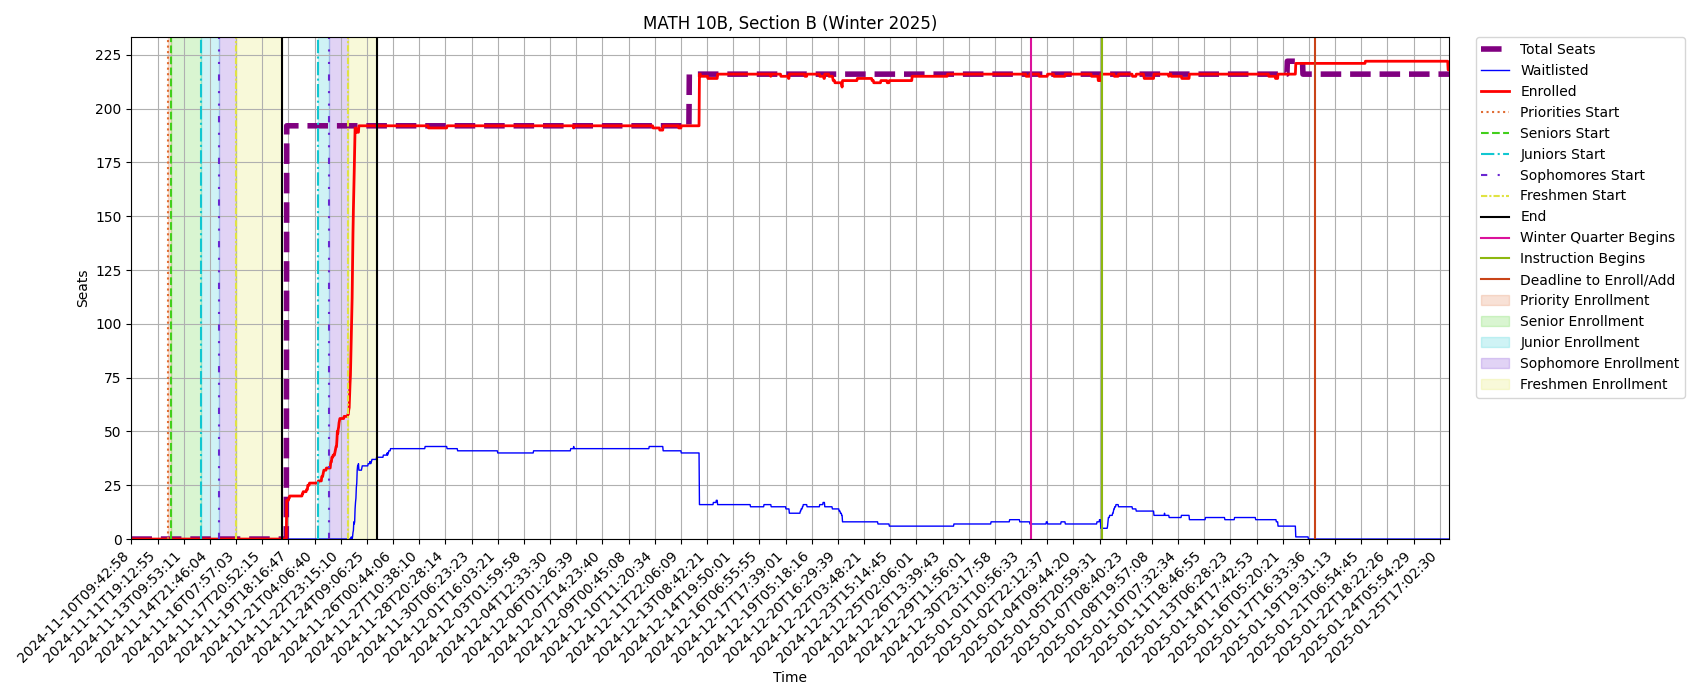 MATH 10B, Section B (Winter 2025)
Seats
225
200
175
150
125
100
75
50
25
0
2024-11-10T09:42:58
2024-11-11T19:12:55
2024-11-13T09:53:11
2024-11-14T21:46:04
2024-11-16T07:57:03
2024-11-17T20:52:15
2024-11-19T18:16:47
2024-11-21T04:06:40
2024-11-22T23:15:10
2024-11-24T09:06:25
2024-11-26T00:44:06
2024-11-27T10:38:10
2024-11-28T20:28:14
2024-11-30T06:23:23
2024-12-01T16:03:21
2024-12-03T01:59:58
2024-12-04T12:33:30
2024-12-06T01:26:39
2024-12-07T14:23:40
2024-12-09T00:45:08
2024-12-10T11:20:34
2024-12-11T22:06:09
2024-12-13T08:42:21
2024-12-14T19:50:01
2024-12-16T06:55:55
2024-12-17T17:39:01
2024-12-19T05:18:16
2024-12-20T16:29:39
2024-12-22T03:48:21
2024-12-23T15:14:45
2024-12-25T02:06:01
2024-12-26T13:39:43
2024-12-29T11:56:01
2024-12-30T23:17:58
2025-01-01T10:56:33
2025-01-02T22:12:37
2025-01-04T09:44:20
2025-01-05T20:59:31
2025-01-07T08:40:23
2025-01-08T19:57:08
2025-01-10T07:32:34
2025-01-11T18:46:55
2025-01-13T06:28:23
2025-01-14T17:42:53
2025-01-16T05:20:21
2025-01-17T16:33:36
2025-01-19T19:31:13
2025-01-21T06:54:45
2025-01-22T18:22:26
2025-01-24T05:54:29
2025-01-25T17:02:30
Time
Total Seats
Waitlisted
Enrolled
Priorities Start
Seniors Start
Juniors Start
Sophomores Start
Freshmen Start
End
Winter Quarter Begins
Instruction Begins
Deadline to Enroll/Add
Priority Enrollment
Senior Enrollment
Junior Enrollment
Sophomore Enrollment
Freshmen Enrollment